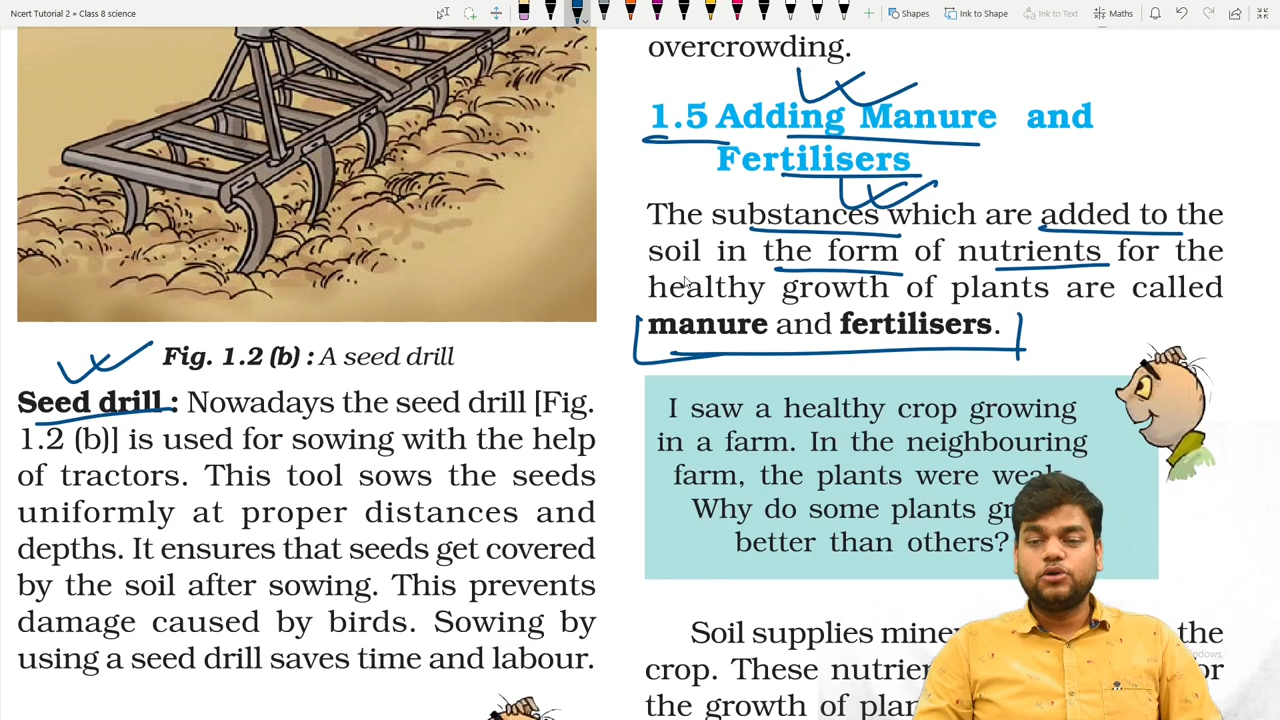 Ncert Tutorial 2 » Class 8 science
Shapes
Ink to Shape
Ink to Text
Maths
Fig. 1.2 (b) : A seed drill
Seed drill : Nowadays the seed drill [Fig.
1.2 (b)] is used for sowing with the help
of tractors. This tool sows the seeds
uniformly at proper distances and
depths. It ensures that seeds get covered
by the soil after sowing. This prevents
damage caused by birds. Sowing by
using a seed drill saves time and labour.
overcrowding.
1.5 Adding Manure and
Fertilisers
The substances which are added to the
soil in the form of nutrients for the
healthy growth of plants are called
manure and fertilisers.
I saw a healthy crop growing
in a farm. In the neighbouring
farm, the plants were
Why do some plants
better than others?
Soil supplies the
crop. These
the growth of